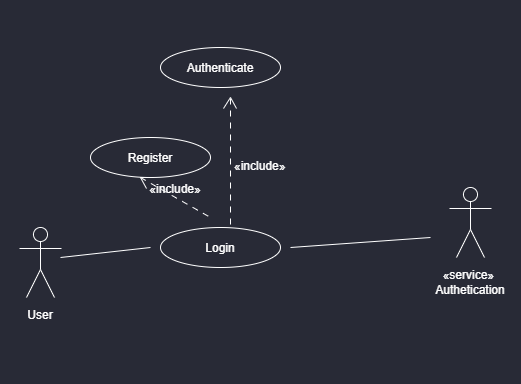 Authenticate
Register
«include»
«include»
Login
«service»
Authetication
User